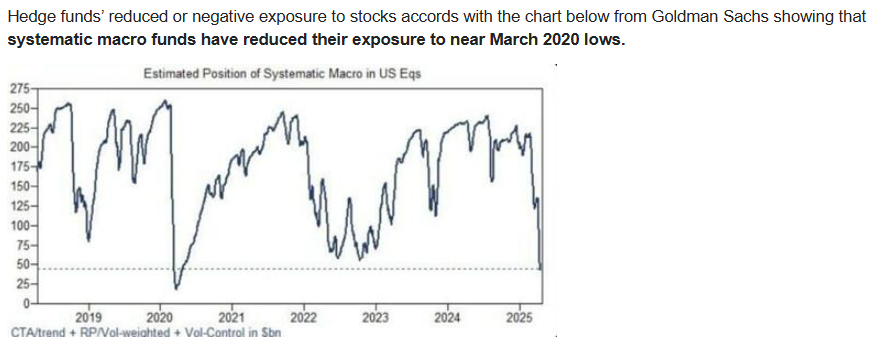 Hedge funds’ reduced or negative exposure to stocks accords with the chart below from Goldman Sachs showing that
systematic macro funds have reduced their exposure to near March 2020 lows.
Estimated Position of Systematic Macro in US Eqs
275
250
225
200
175
150
125
100
75
50
25
0
2019 2020 2021 2022 2023 2024 2025
CTA/trend + RP/Vol-weighted + Vol-Control in $bn